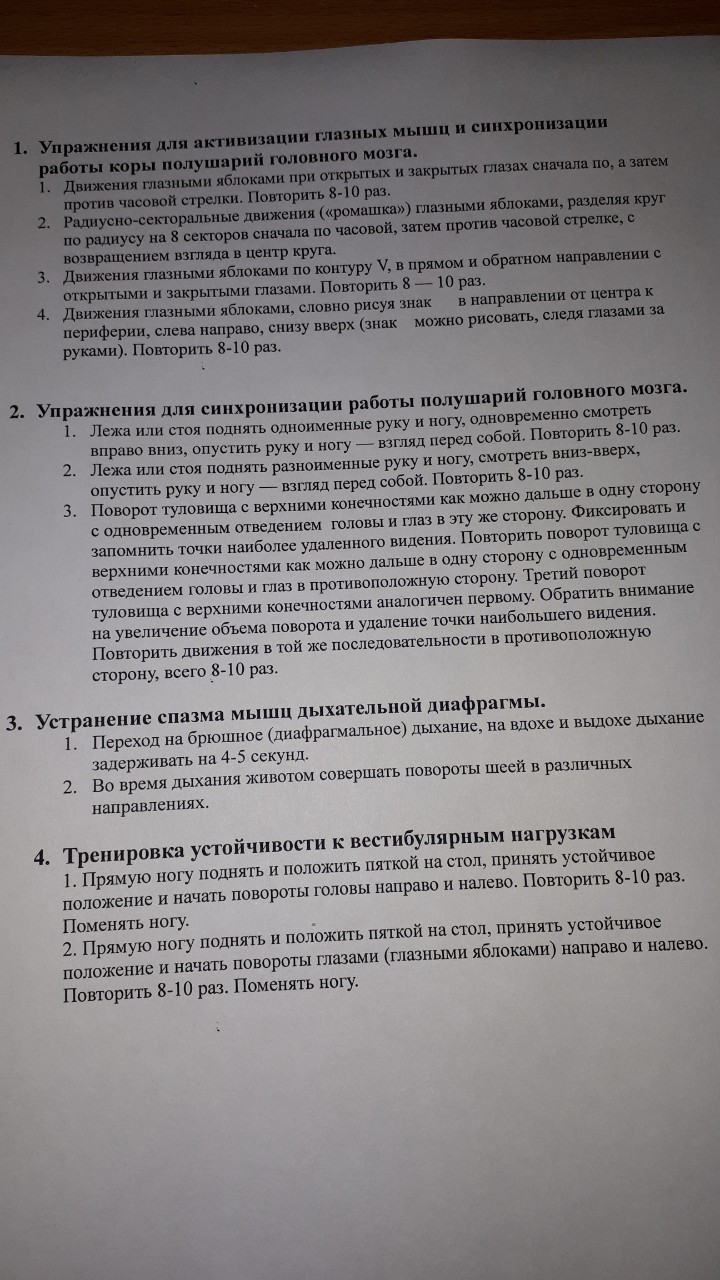 1. Упражнения для активизации глазных мышц и синхронизации
работы коры полушарий головного мозга.
1. Движения глазными яблоками при открытых и закрытых глазах сначала по, а затем
против часовой стрелки. Повторить 8-10 раз.
2. Радиусно-секторальные движения («ромашка») глазными яблоками, разделяя круг
по радиусу на 8 секторов сначала по часовой, затем против часовой стрелке, с
возвращением взгляда в центр круга.
3. Движения глазными яблоками по контуру V, в прямом и обратном направлении с
открытыми и закрытыми глазами. Повторить 8 — 10 раз.
4. Движения глазными яблоками, словно рисуя знак в направлении от центра к
периферии, слева направо, снизу вверх (знак можно рисовать, следя глазами за
руками). Повторить 8-10 раз.
2. Упражнения для синхронизации работы полушарий головного мозга.
1. Лежа или стоя поднять одноименные руку и ногу, одновременно смотреть
вправо вниз, опустить руку и ногу — взгляд перед собой. Повторить 8-10 раз.
2. Лежа или стоя поднять разноименные руку и ногу, смотреть вниз-вверх,
опустить руку и ногу — взгляд перед собой. Повторить 8-10 раз.
3. Поворот туловища с верхними конечностями как можно дальше в одну сторону
с одновременным отведением головы и глаз в эту же сторону. Фиксировать и
запомнить точки наиболее удаленного видения. Повторить поворот туловища с
верхними конечностями как можно дальше в одну сторону с одновременным
отведением головы и глаз в противоположную сторону. Третий поворот
туловища с верхними конечностями аналогичен первому. Обратить внимание
на увеличение объема поворота и удаление точки наибольшего видения.
Повторить движения в той же последовательности в противоположную
сторону, всего 8-10 раз.
3. Устранение спазма мышц дыхательной диафрагмы.
1. Переход на брюшное (диафрагмальное) дыхание, на вдохе и выдохе дыхание
задерживать на 4-5 секунд.
2. Во время дыхания животом совершать повороты шеей в различных
направлениях.
4. Тренировка устойчивости к вестибулярным нагрузкам
1. Прямую ногу поднять и положить пяткой на стол, принять устойчивое
положение и начать повороты головы направо и налево. Повторить 8-10 раз.
Поменять ногу.
2. Прямую ногу поднять и положить пяткой на стол, принять устойчивое
положение и начать повороты глазами (глазными яблоками) направо и налево.
Повторить 8-10 раз. Поменять ногу.